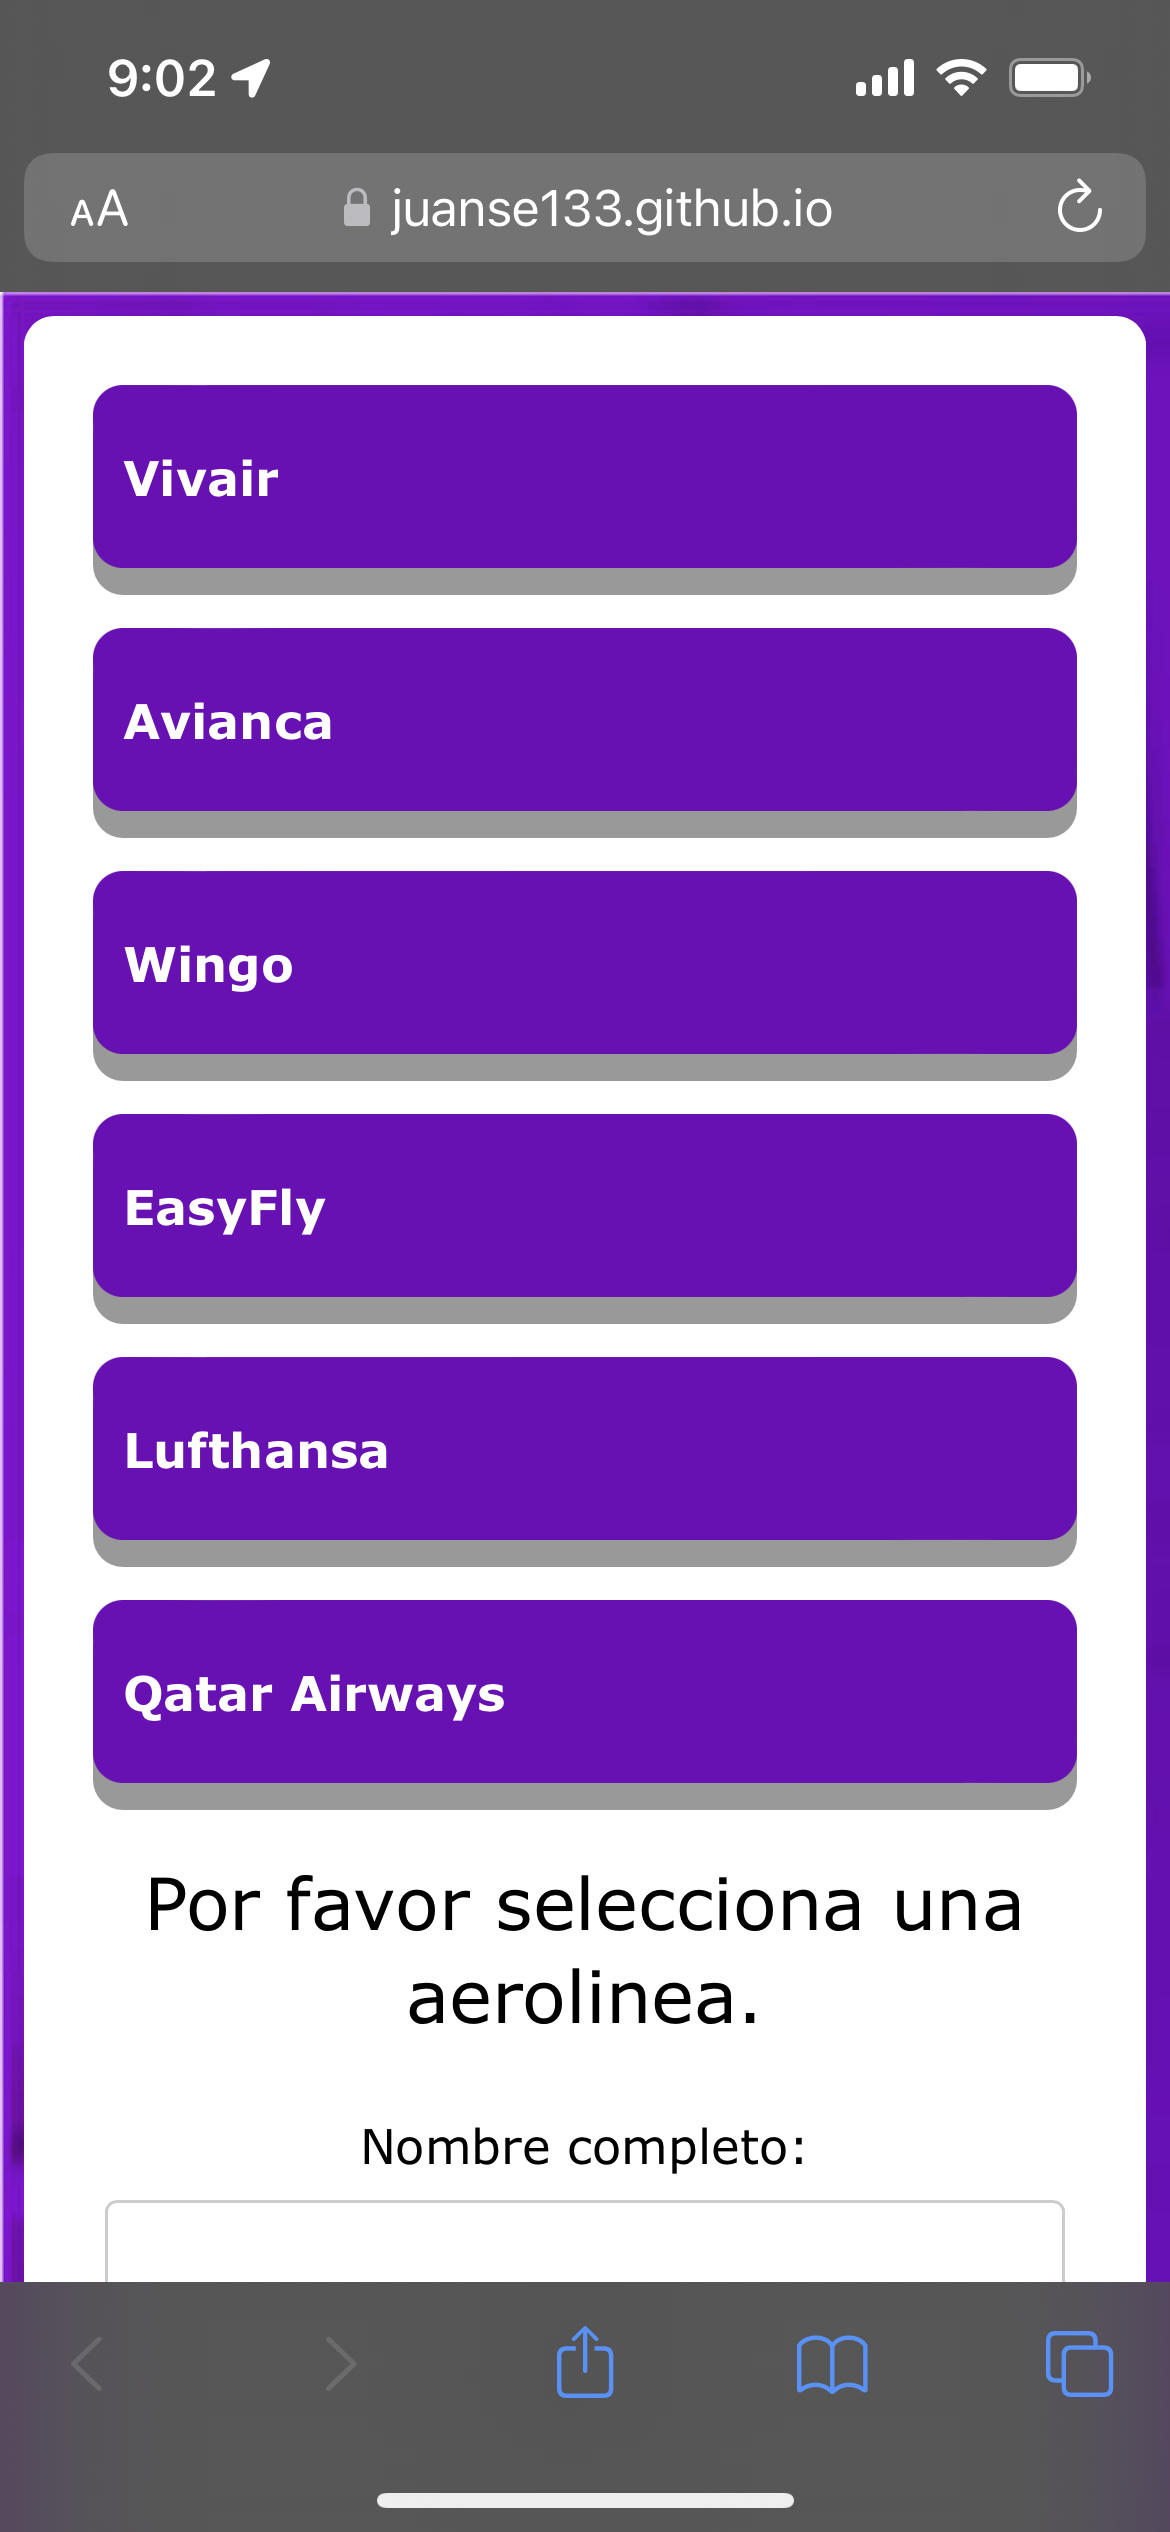 9:02
AA juanse133.github.io
Vivair
Avianca
Wingo
EasyFly
Lufthansa
Qatar Airways
Por favor selecciona una
aerolinea.
Nombre completo: